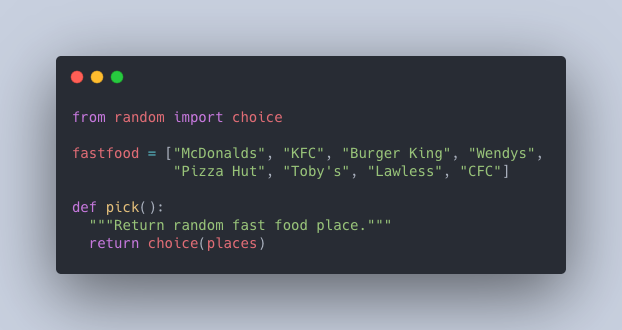 from random import choice
fastfood = ["McDonalds", "KFC", "Burger King", "Wendys",
"Pizza Hut", "Toby's", "Lawless", "CFC"]
def pick():
"""Return random fast food place."""
return choice(places)